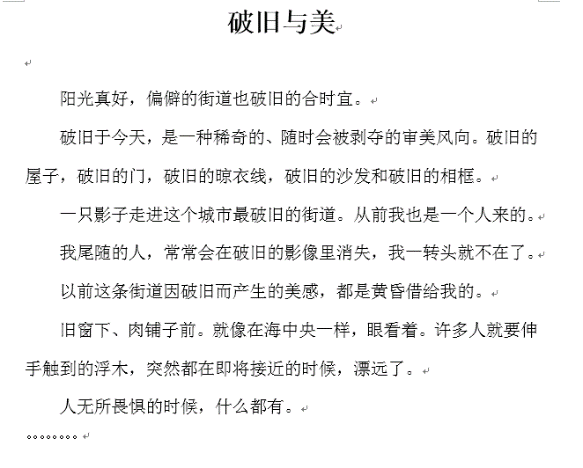 破旧与美
阳光真好，偏僻的街道也破旧的合时宜。
破旧于今天，是一种稀奇的、随时会被剥夺的审美风向。破旧的
屋子，破旧的门，破旧的晾衣线，破旧的沙发和破旧的相框。
一只影子走进这个城市最破旧的街道。从前我也是一个人来的。
我尾随的人，常常会在破旧的影像里消失，我一转头就不在了。
以前这条街道因破旧而产生的美感，都是黄昏借给我的。
旧窗下、肉铺子前。就像在海中央一样，眼看着。许多人就要伸
手触到的浮木，突然都在即将接近的时候，漂远了。
人无所畏惧的时候，什么都有。
。。。。。。。。